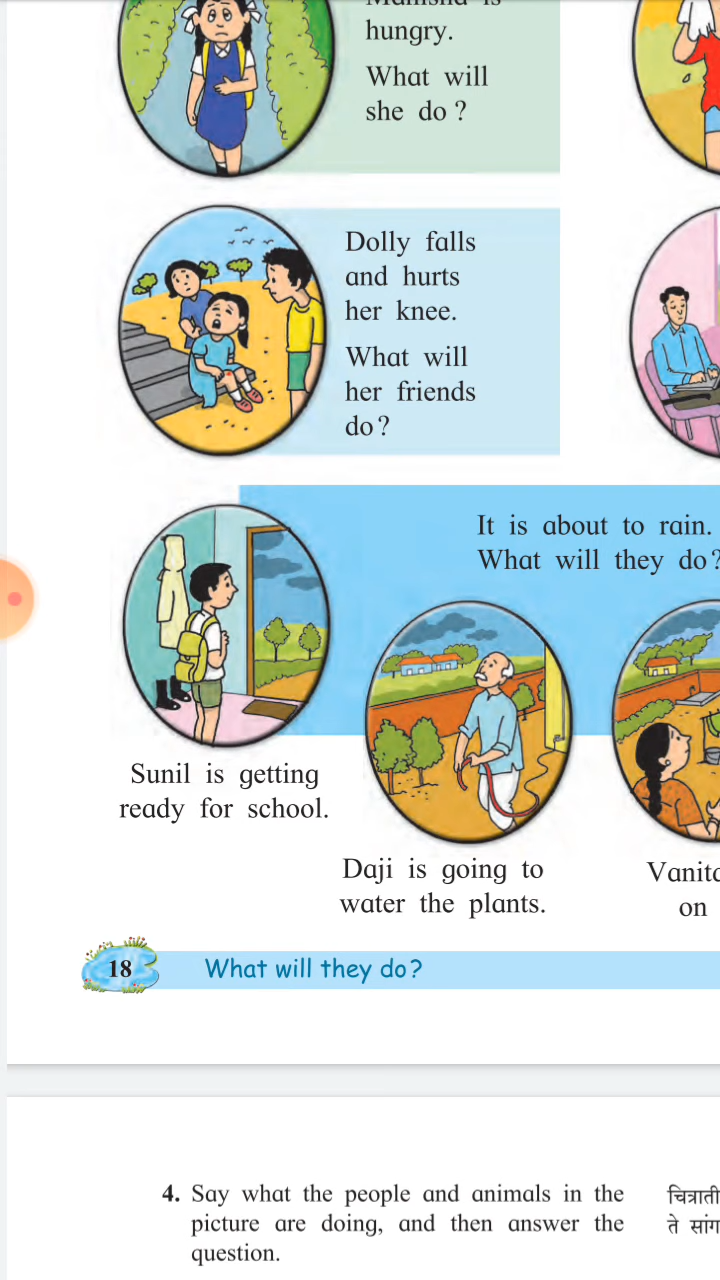 hungry.
What will
she do ?
Dolly falls
and hurts
her knee.
What will
her friends
do?
It is about to rain.
What will they do?
Sunil is getting
ready for school.
Daji is going to
water the plants.
on
18 What will they do?
4. Say what the people and animals in the
picture are doing, and then answer the
question.
ते